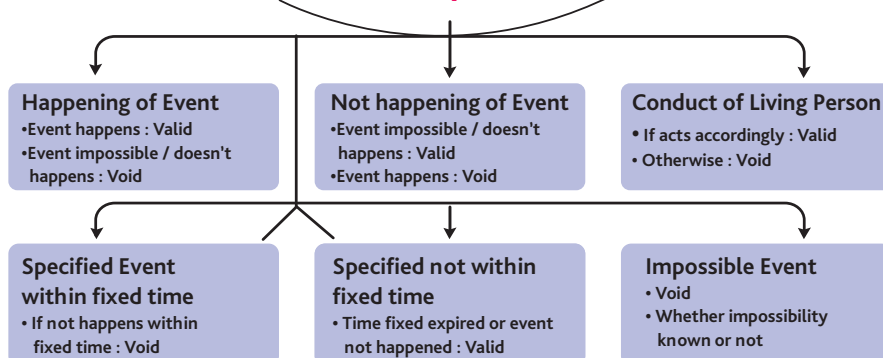 Happening of Event
•Event happens : Valid
•Event impossible / doesn't
happens : Void
Not happening of Event
•Event impossible / doesn't
happens : Valid
•Event happens : Void
Conduct of Living Person
• If acts accordingly : Valid
• Otherwise : Void
Specified Event
within fixed time
• If not happens within
fixed time : Void
Specified not within
fixed time
• Time fixed expired or event
not happened : Valid
Impossible Event
• Void
• Whether impossibility
known or not